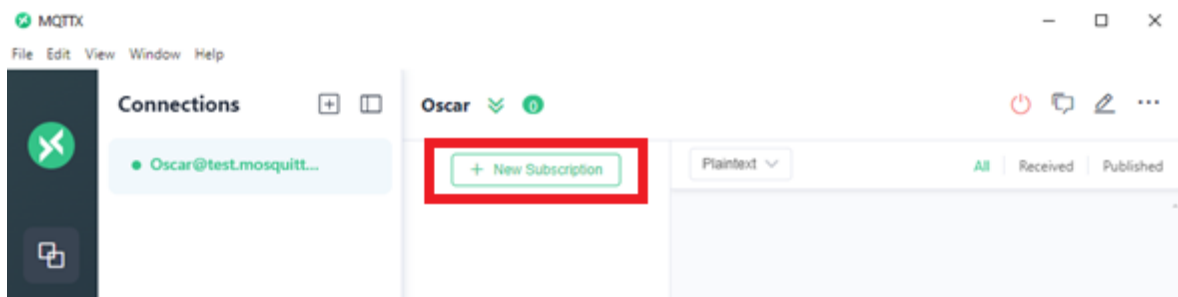 MQTTX
File Edit View Window Help
Connections
Oscar 0
Oscar@test.mosquitt...
+ New Subscription
Plaintext
All Received Published